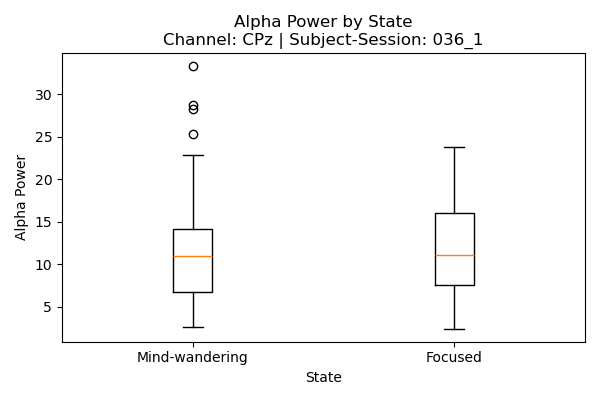 Alpha Power by State
Channel: CPz | Subject-Session: 036_1
Alpha Power
30
25
20
15
10
5
Mind-wandering
Focused
State